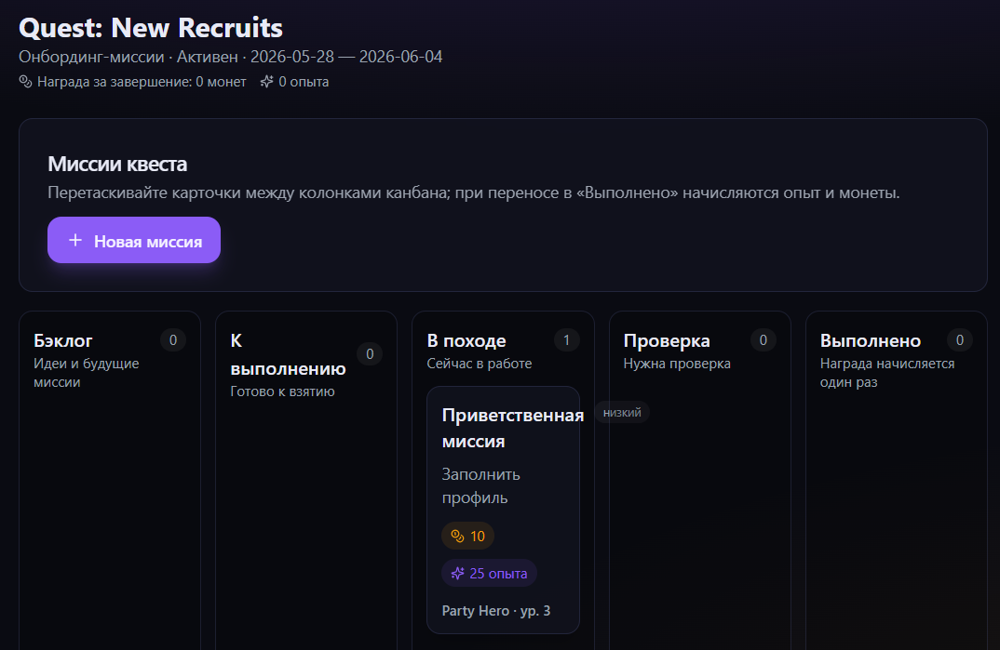 Quest: New Recruits
Онбординг-миссии · Активен · 2026-05-28 — 2026-06-04
Награда за завершение: 0 монет 0 опыта
Миссии квеста
Перетаскивайте карточки между колонками канбана; при переносе в «Выполнено» начисляются опыт и монеты.
+ Новая миссия
Бэклог 0
Идеи и будущие
миссии
К
выполнению 0
Готово к взятию
В походе 1
Сейчас в работе
Приветственная
миссия
низкий
Заполнить
профиль
10
25 опыта
Party Hero · ур. 3
Проверка 0
Нужна проверка
Выполнено 0
Награда начисляется
один раз